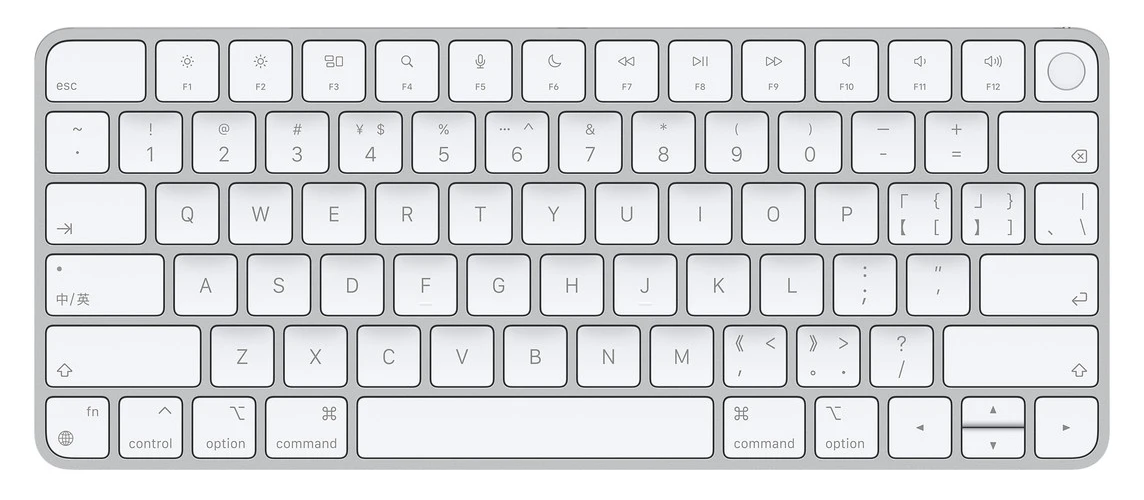 esc F1 F2 F3 F4 F5 F6 F7 F8 F9 F10 F11 F12
~ ! @ # ¥ $ % … ^ & * ( ) — +
· 1 2 3 4 5 6 7 8 9 0 - =
Q W E R T Y U I O P 「 { 」 } |
【 [ 】 ] 、 \
A S D F G H J K L : "
中/英 ; '
Z X C V B N M 《 < 》 > ?
, 。 . /
fn ⌥ ⌘ ⌘ ⌥
control option command command option